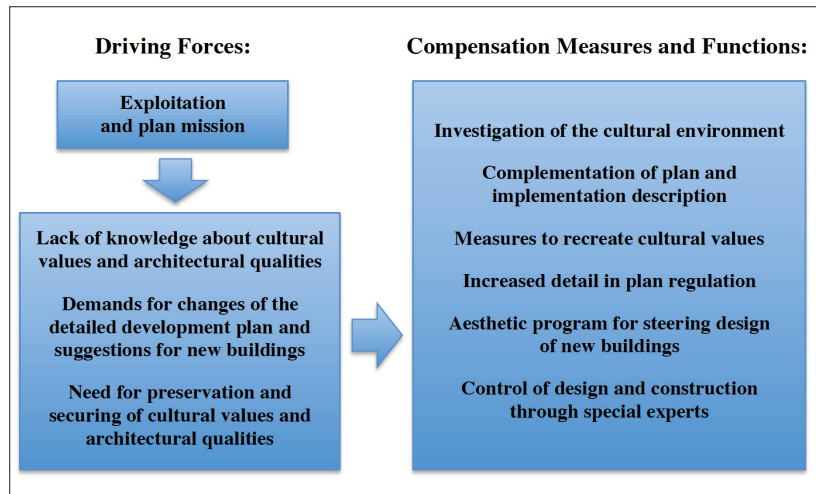 Driving Forces:
Exploitation
and plan mission
Lack of knowledge about cultural
values and architectural qualities
Demands for changes of the
detailed development plan and
suggestions for new buildings
Need for preservation and
securing of cultural values and
architectural qualities
Compensation Measures and Functions:
Investigation of the cultural environment
Complementation of plan and
implementation description
Measures to recreate cultural values
Increased detail in plan regulation
Aesthetic program for steering design
of new buildings
Control of design and construction
through special experts